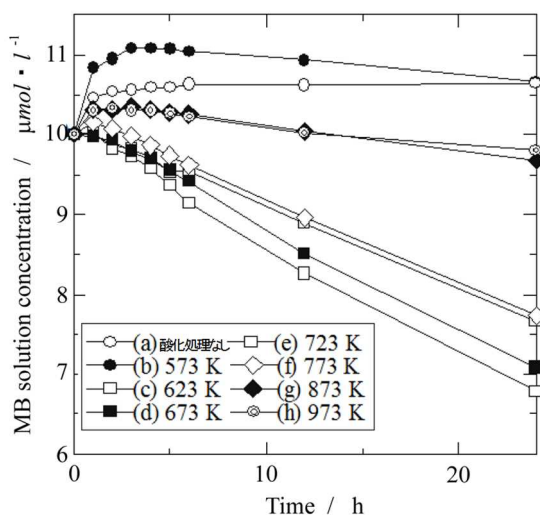 MB solution concentration / μmol・l⁻¹
11
10
9
8
7
6
(a) 酸化処理なし
(b) 573 K
(c) 623 K
(d) 673 K
(e) 723 K
(f) 773 K
(g) 873 K
(h) 973 K
0
10
20
Time / h